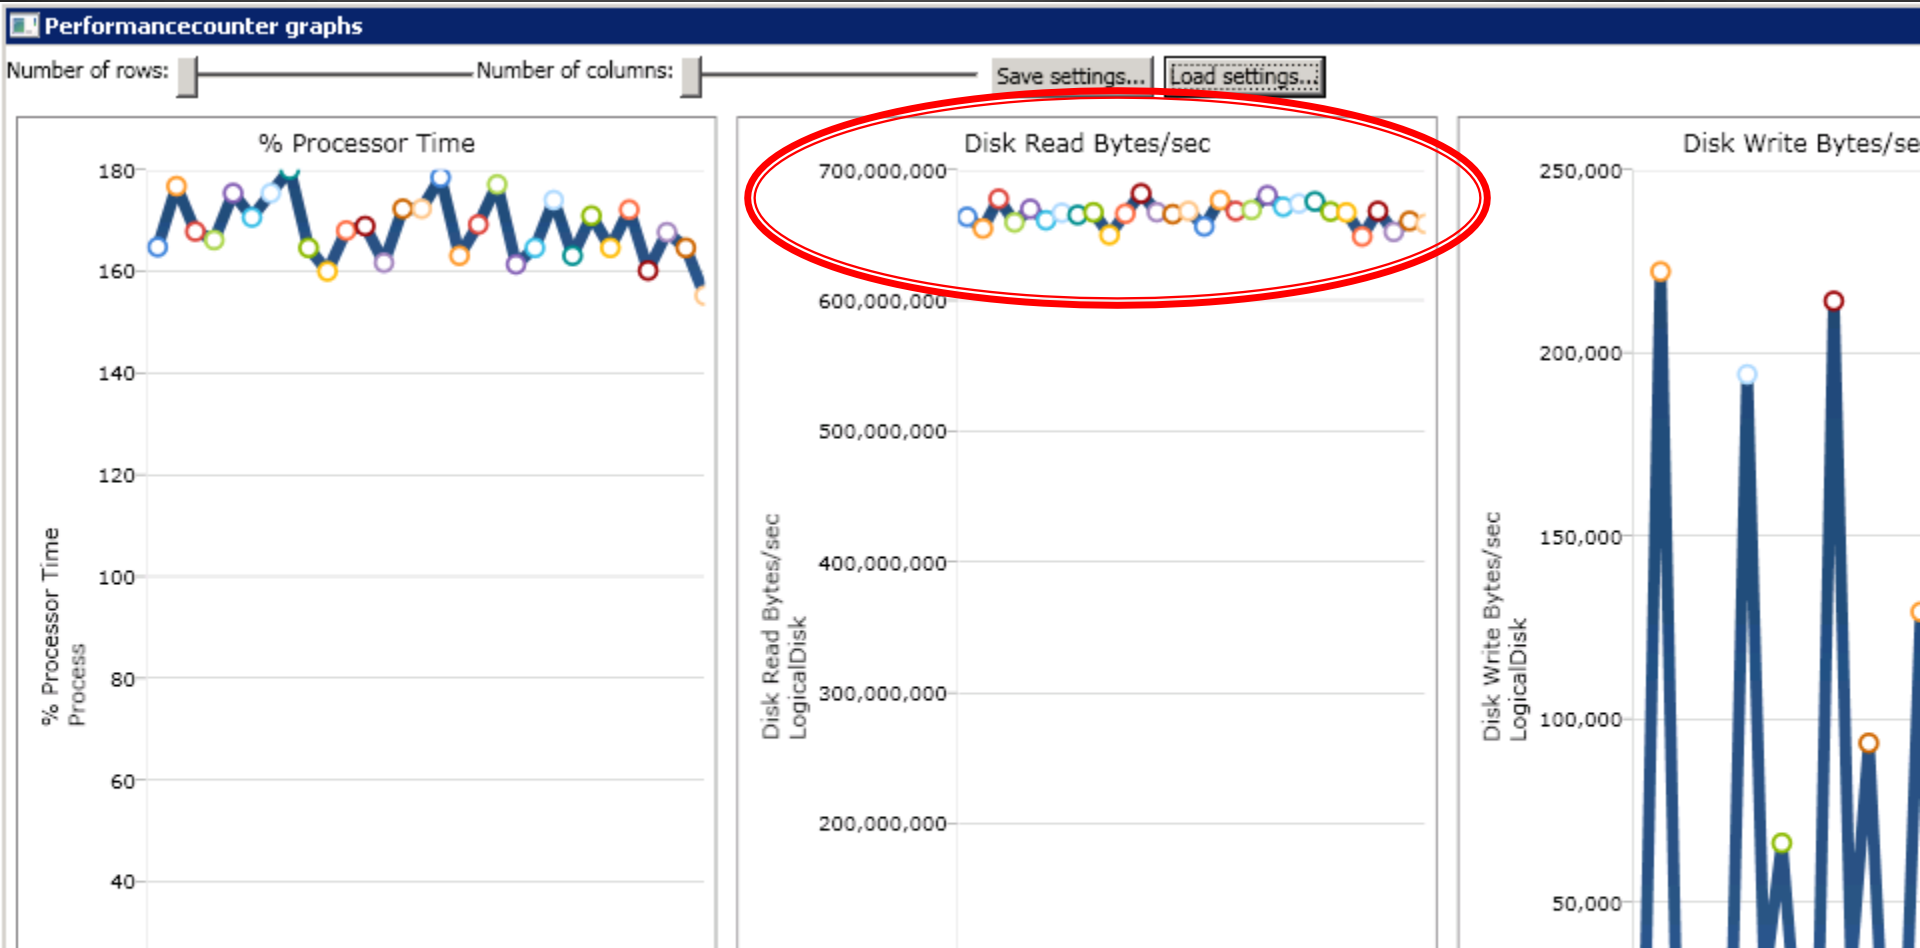 Performancecounter graphs
Number of rows: Number of columns: Save settings... Load settings...
% Processor Time
180
160
140
120
100
80
60
40
% Processor Time
Process
Disk Read Bytes/sec
700,000,000
600,000,000
500,000,000
400,000,000
300,000,000
200,000,000
Disk Read Bytes/sec
LogicalDisk
Disk Write Bytes/se
250,000
200,000
150,000
100,000
50,000
Disk Write Bytes/sec
LogicalDisk